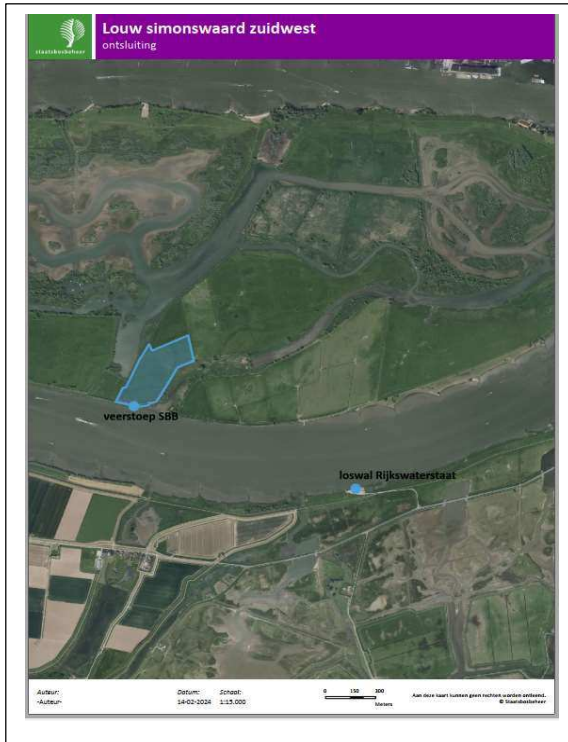 staatsbosbeheer
Louw simonswaard zuidwest
ontsluiting
veerstoep SBB
loswal Rijkswaterstaat
Auteur:
-Auteur-
Datum:
14-02-2024
Schaal:
1:15.000
0 150 300
Meters
Aan deze kaart kunnen geen rechten worden ontleend.
© Staatsbosbeheer